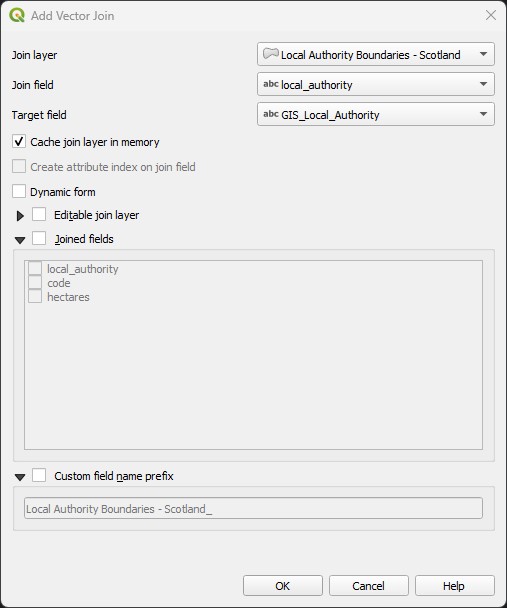 Add Vector Join
Join layer
Local Authority Boundaries - Scotland
Join field
abc local_authority
Target field
abc GIS_Local_Authority
Cache join layer in memory
Create attribute index on join field
Dynamic form
Editable join layer
Joined fields
local_authority
code
hectares
Custom field name prefix
Local Authority Boundaries - Scotland_
OK Cancel Help